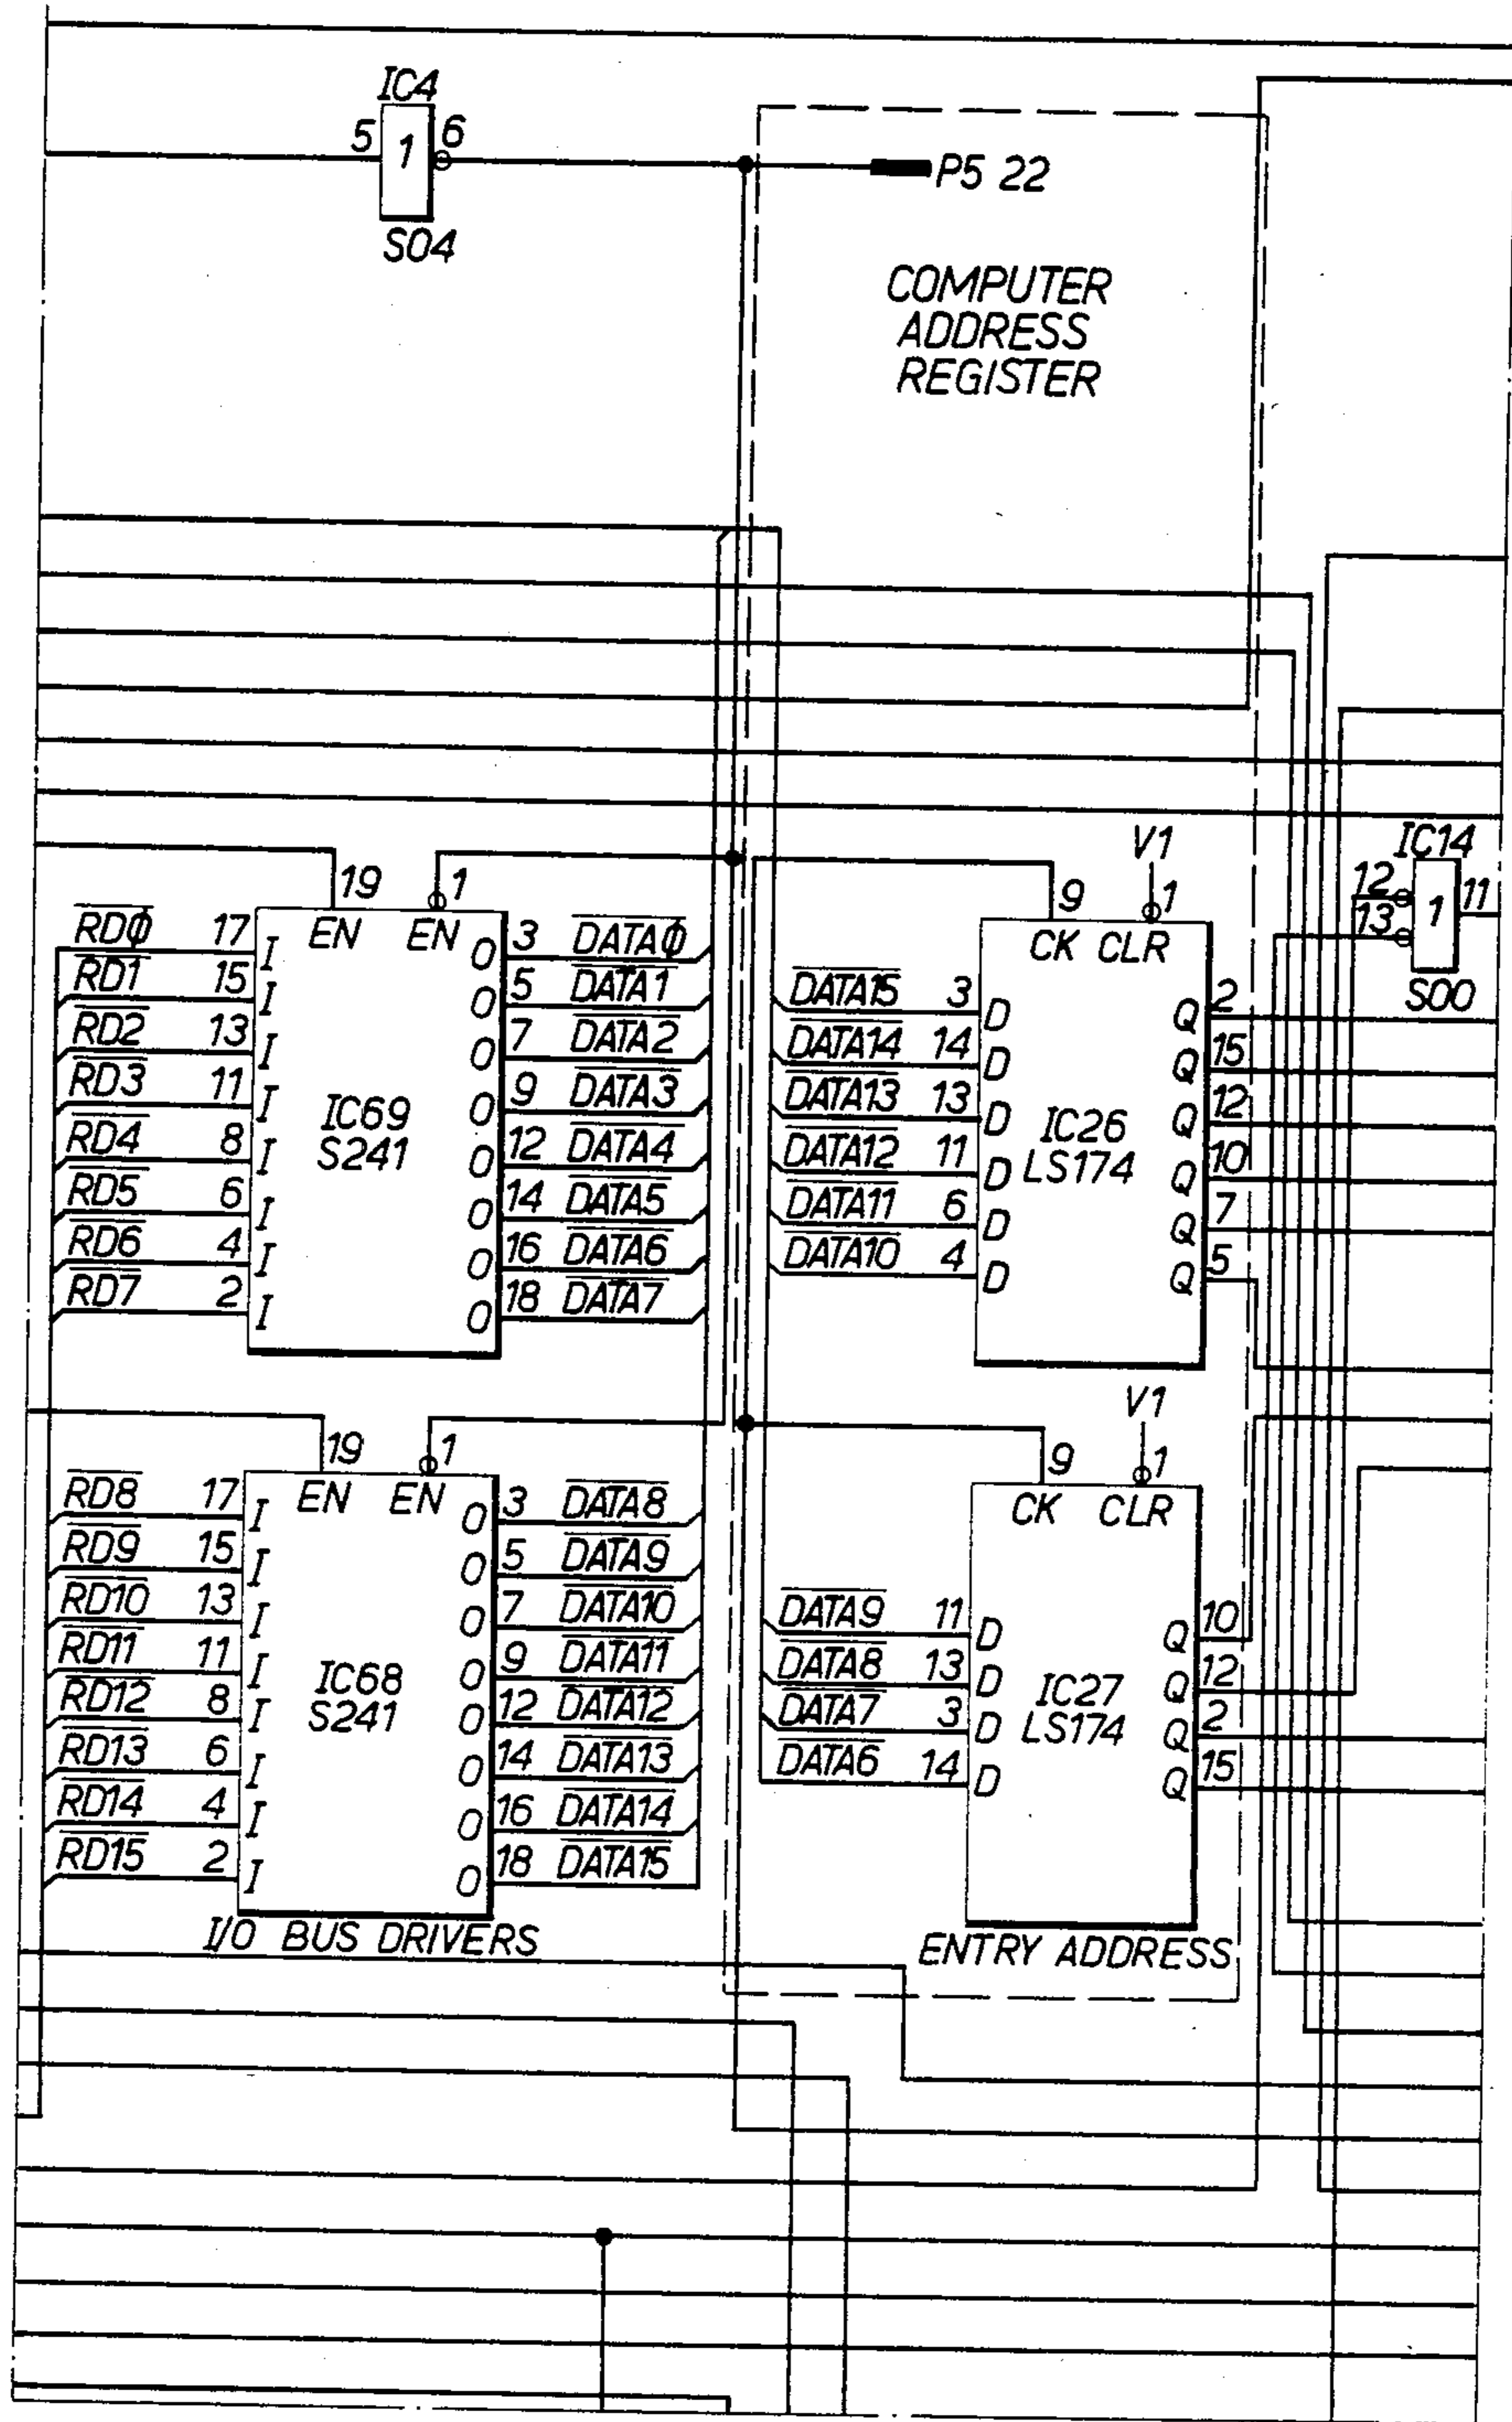 IC4
5 1 6
S04
P5 22
COMPUTER
ADDRESS
REGISTER
19 1
EN EN
RDØ 17 I O 3 DATAØ
RD1 15 I O 5 DATA1
RD2 13 I O 7 DATA2
RD3 11 I O 9 DATA3
RD4 8 I O 12 DATA4
RD5 6 I O 14 DATA5
RD6 4 I O 16 DATA6
RD7 2 I O 18 DATA7
IC69
S241
V1
9 1
CK CLR
DATA15 3 D Q 2
DATA14 14 D Q 15
DATA13 13 D Q 12
DATA12 11 D Q 10
DATA11 6 D Q 7
DATA10 4 D Q 5
IC26
LS174
IC14
12
13 1 11
S00
19 1
EN EN
RD8 17 I O 3 DATA8
RD9 15 I O 5 DATA9
RD10 13 I O 7 DATA10
RD11 11 I O 9 DATA11
RD12 8 I O 12 DATA12
RD13 6 I O 14 DATA13
RD14 4 I O 16 DATA14
RD15 2 I O 18 DATA15
IC68
S241
I/O BUS DRIVERS
V1
9 1
CK CLR
DATA9 11 D Q 10
DATA8 13 D Q 12
DATA7 3 D Q 2
DATA6 14 D Q 15
IC27
LS174
ENTRY ADDRESS